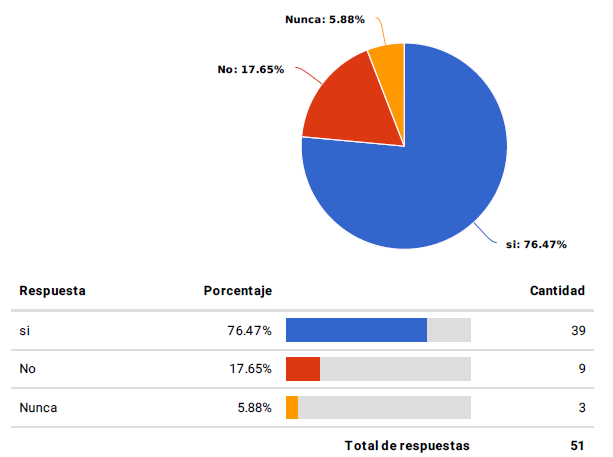 Nunca: 5.88%
No: 17.65%
si: 76.47%
Respuesta Porcentaje Cantidad
si 76.47% 39
No 17.65% 9
Nunca 5.88% 3
Total de respuestas 51